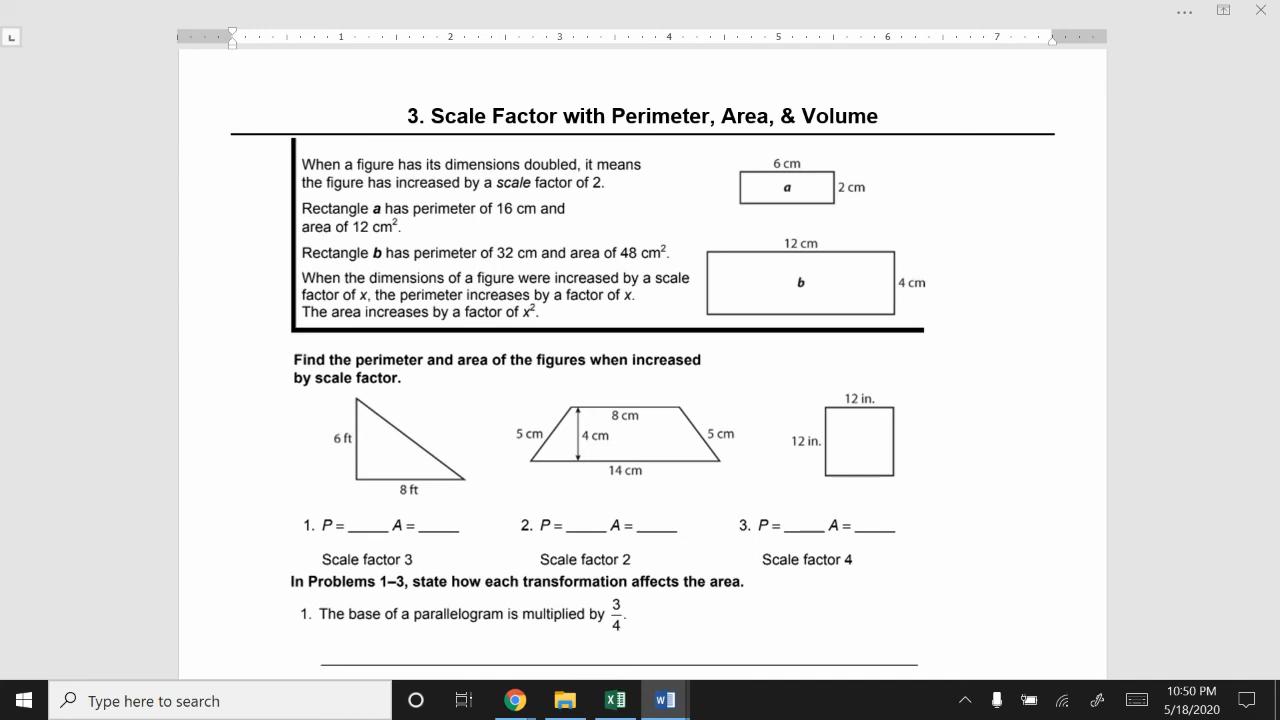 1 2 3 4 5 6 7
3. Scale Factor with Perimeter, Area, & Volume
When a figure has its dimensions doubled, it means
the figure has increased by a scale factor of 2.
Rectangle a has perimeter of 16 cm and
area of 12 cm².
Rectangle b has perimeter of 32 cm and area of 48 cm².
When the dimensions of a figure were increased by a scale
factor of x, the perimeter increases by a factor of x.
The area increases by a factor of x².
6 cm
a
2 cm
12 cm
b
4 cm
Find the perimeter and area of the figures when increased
by scale factor.
6 ft
8 ft
8 cm
5 cm
4 cm
5 cm
14 cm
12 in.
12 in.
1. P = _____ A = _____
2. P = _____ A = _____
3. P = _____ A = _____
Scale factor 3
Scale factor 2
Scale factor 4
In Problems 1–3, state how each transformation affects the area.
1. The base of a parallelogram is multiplied by 3/4.
Type here to search
10:50 PM
5/18/2020